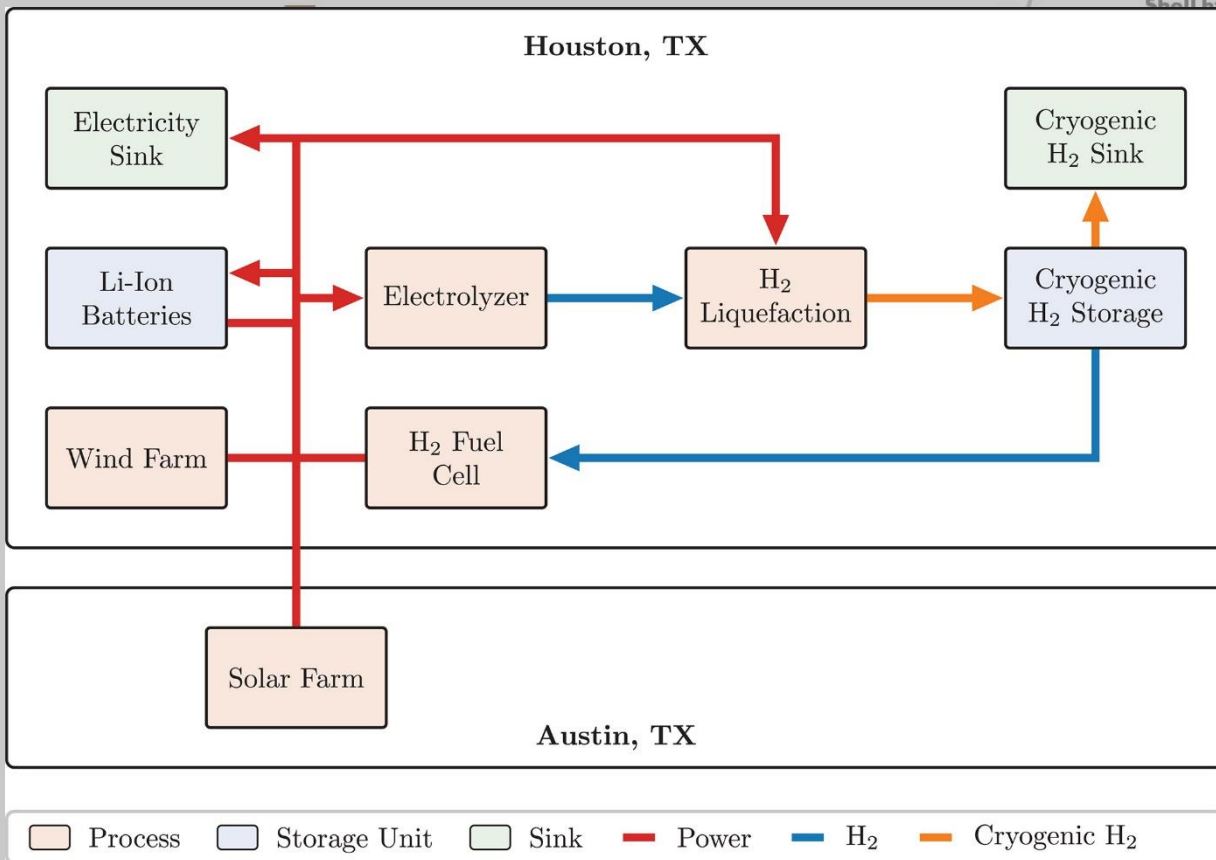 Houston, TX
Electricity
Sink
Cryogenic
H₂ Sink
Li-Ion
Batteries
Electrolyzer
H₂
Liquefaction
Cryogenic
H₂ Storage
Wind Farm
H₂ Fuel
Cell
Solar Farm
Austin, TX
Process
Storage Unit
Sink
Power
H₂
Cryogenic H₂